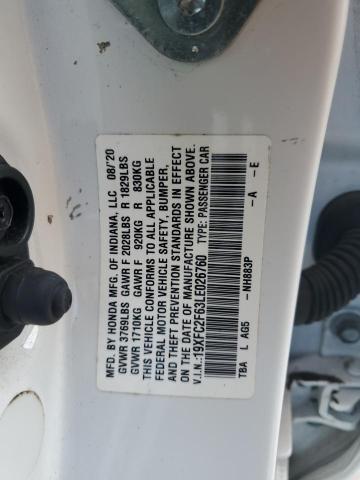 MFD. BY HONDA MFG. OF INDIANA, LLC 08/'20
GVWR 3769LBS GAWR F 2028LBS R 1829LBS
GVWR 1710KG GAWR F 920KG R 830KG
THIS VEHICLE CONFORMS TO ALL APPLICABLE
FEDERAL MOTOR VEHICLE SAFETY, BUMPER,
AND THEFT PREVENTION STANDARDS IN EFFECT
ON THE DATE OF MANUFACTURE SHOWN ABOVE.
V.I.N.:19XFC2F63LE026760 TYPE: PASSENGER CAR
TBA L AG5 -NH883P -A -E